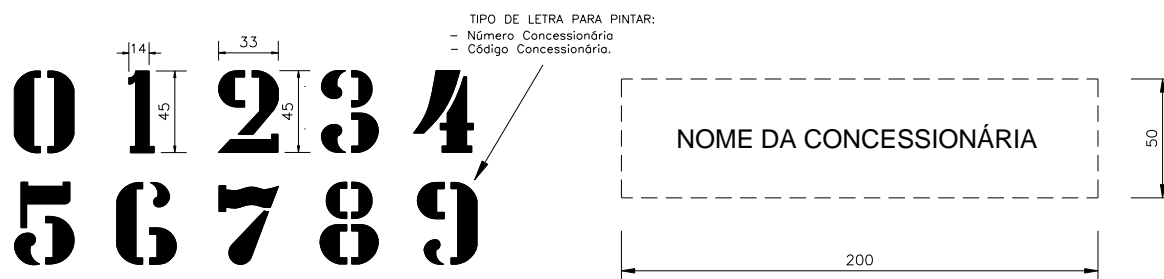 TIPO DE LETRA PARA PINTAR:
– Número Concessionária
– Código Concessionária.
14
33
0 1 2 3 4
45
45
5 6 7 8 9
NOME DA CONCESSIONÁRIA
50
200